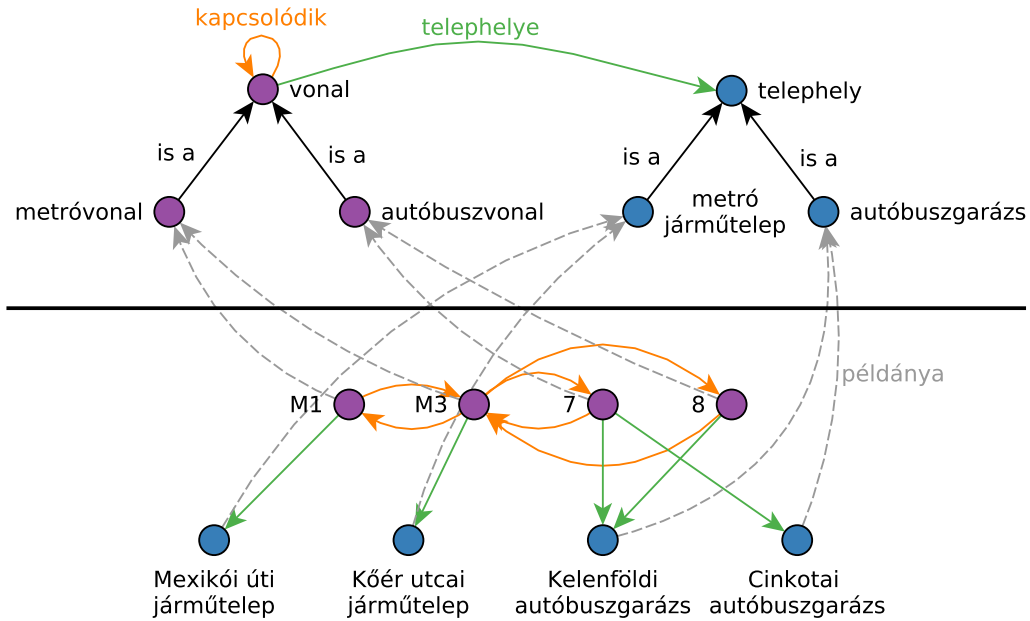 kapcsolódik
telephelye
vonal
telephely
is a
is a
is a
is a
metróvonal
autóbuszvonal
metró
járműtelep
autóbuszgarázs
példánya
M1
M3
7
8
Mexikói úti
járműtelep
Kőér utcai
járműtelep
Kelenföldi
autóbuszgarázs
Cinkotai
autóbuszgarázs